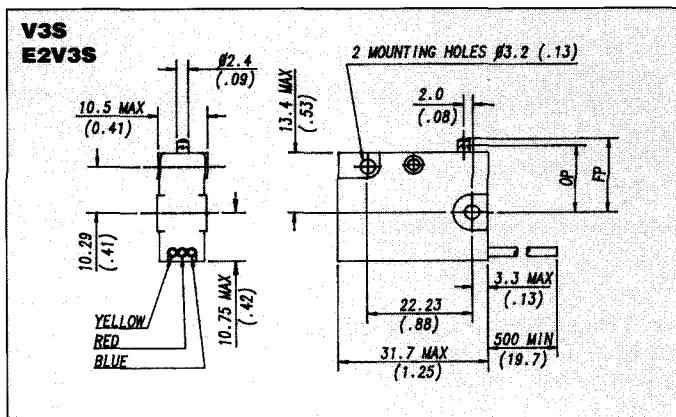 V3S
E2V3S
Ø2.4
(.09)
10.5 MAX
(0.41)
10.29
(.41)
10.75 MAX
(.42)
YELLOW
RED
BLUE
2 MOUNTING HOLES Ø3.2 (.13)
13.4 MAX
(.53)
2.0
(.08)
OP
FP
3.3 MAX
(.13)
22.23
(.88)
500 MIN
(19.7)
31.7 MAX
(1.25)